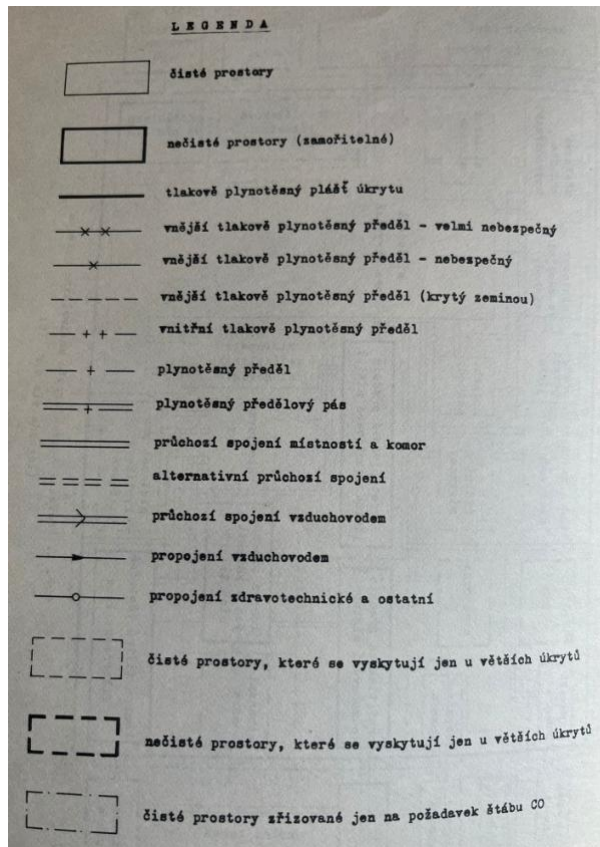 LEGENDA
čisté prostory
nečisté prostory (samořitelné)
tlakově plynotěsný plášť úkrytu
vnější tlakově plynotěsný předěl - velmi nebezpečný
vnější tlakově plynotěsný předěl - nebezpečný
vnější tlakově plynotěsný předěl (krytý zeminou)
vnitřní tlakově plynotěsný předěl
plynotěsný předěl
plynotěsný předělový pás
průchozí spojení místností a komor
alternativní průchozí spojení
průchozí spojení vzduchovodem
propojení vzduchovodem
propojení zdravotechnické a ostatní
čisté prostory, které se vyskytují jen u větších úkrytů
nečisté prostory, které se vyskytují jen u větších úkrytů
čisté prostory zřizované jen na požadavek štábu CO